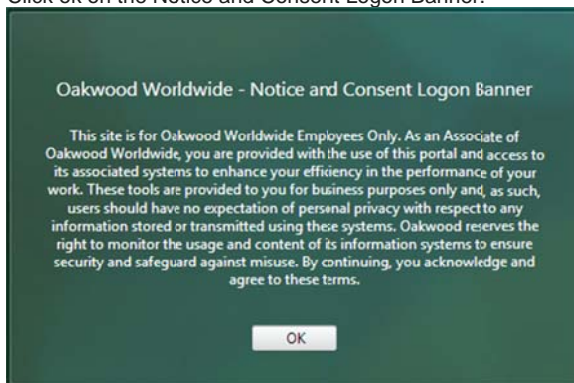 Click ok on the Notice and Consent Logon Banner.
Oakwood Worldwide - Notice and Consent Logon Banner
This site is for Oakwood Worldwide Employees Only. As an Associate of
Oakwood Worldwide, you are provided with the use of this portal and access to
its associated systems to enhance your efficiency in the performance of your
work. These tools are provided to you for business purposes only and, as such,
users should have no expectation of personal privacy with respect to any
information stored or transmitted using these systems. Oakwood reserves the
right to monitor the usage and content of its information systems to ensure
security and safeguard against misuse. By continuing, you acknowledge and
agree to these terms.
OK